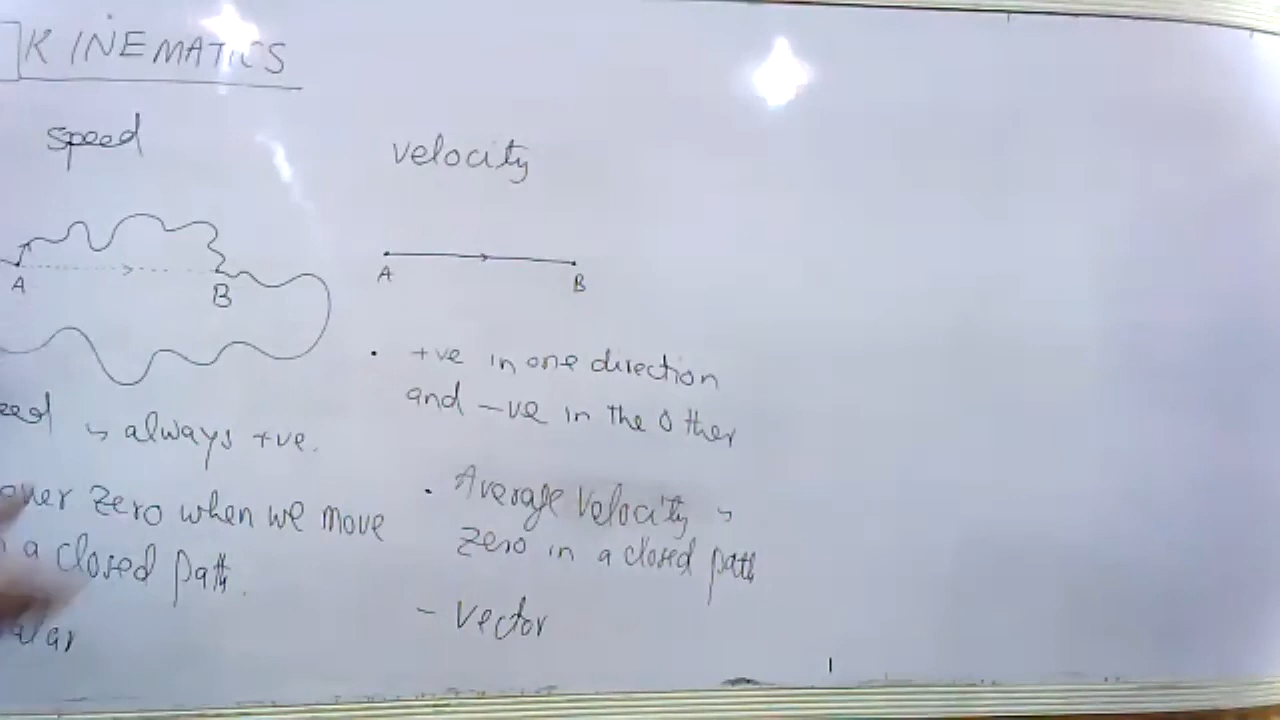 KINEMATICS
speed
velocity
A
B
A
B
always +ve.
zero when we move
a closed path.
• +ve in one direction
and -ve in the other
• Average velocity
zero in a closed path
- vector